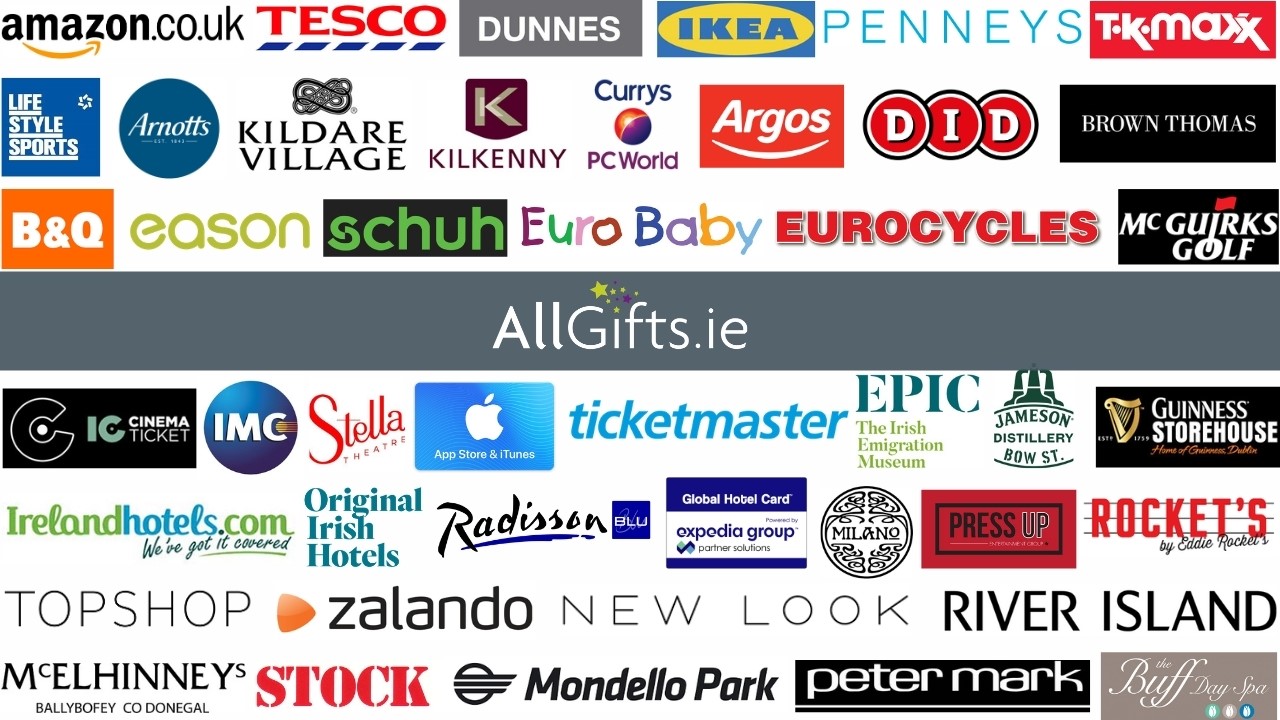 amazon.co.uk
TESCO
DUNNES
IKEA
PENNEYS
TK maxx
LIFE
STYLE
SPORTS
Arnotts
EST. 1843
KILDARE
VILLAGE
K
KILKENNY
Currys
PC World
Argos
DID
BROWN THOMAS
B&Q
eason
schuh
Euro Baby
EUROCYCLES
McGUIRKS
GOLF
AllGifts.ie
IC CINEMA
TICKET
IMC
Stella
THEATRE
App Store & iTunes
ticketmaster
EPIC
The Irish
Emigration
Museum
JAMESON
DISTILLERY
BOW ST.
ESTD 1759
GUINNESS
STOREHOUSE
Home of Guinness, Dublin
Irelandhotels.com
We've got it covered
Original
Irish
Hotels
Radisson
BLU
Global Hotel Card™
Powered by
expedia group™
partner solutions
MILANO
PRESS UP
ROCKET'S
by Eddie Rocket's
TOPSHOP
zalando
NEW LOOK
RIVER ISLAND
McELHINNEYs
BALLYBOFEY CO DONEGAL
STOCK
Mondello Park
peter mark
the
Buff
Day Spa